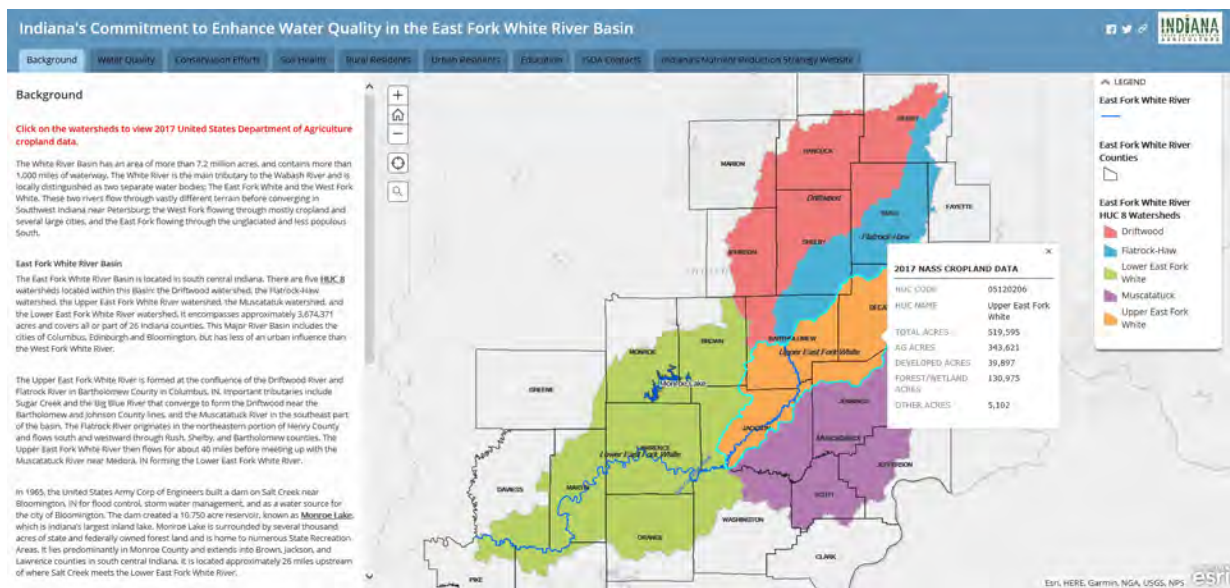 Indiana's Commitment to Enhance Water Quality in the East Fork White River Basin
INDIANA
AGRICULTURE
Background
Water Quality
Conservation Efforts
Soil Health
Rural Residents
Urban Residents
Education
ISDA Contacts
Indiana's Nutrient Reduction Strategy Website
Background
Click on the watersheds to view 2017 United States Department of Agriculture
cropland data.
The White River Basin has an area of more than 7.2 million acres, and contains more than
1,000 miles of waterway. The White River is the main tributary to the Wabash River and is
locally distinguished as two separate water bodies; The East Fork White and the West Fork
White. These two rivers flow through vastly different terrain before converging in
Southwest Indiana near Petersburg; the West Fork flowing through mostly cropland and
several large cities, and the East Fork flowing through the unglaciated and less populous
South.
East Fork White River Basin
The East Fork White River Basin is located in south central Indiana. There are five HUC 8
watersheds located within this Basin: the Driftwood watershed, the Flatrock-Haw
watershed, the Upper East Fork White River watershed, the Muscatatuk watershed, and
the Lower East Fork White River watershed. It encompasses approximately 3,674,371
acres and covers all or part of 26 Indiana counties. This Major River Basin includes the
cities of Columbus, Edinburgh and Bloomington, but has less of an urban influence than
the West Fork White River.
The Upper East Fork White River is formed at the confluence of the Driftwood River and
Flatrock River in Bartholomew County in Columbus, IN. Important tributaries include
Sugar Creek and the Big Blue River that converge to form the Driftwood near the
Bartholomew and Johnson County lines, and the Muscatatuck River in the southeast part
of the basin. The Flatrock River originates in the northeastern portion of Henry County
and flows south and westward through Rush, Shelby, and Bartholomew counties. The
Upper East Fork White River then flows for about 40 miles before meeting up with the
Muscatatuck River near Medora, IN forming the Lower East Fork White River.
In 1965, the United States Army Corp of Engineers built a dam on Salt Creek near
Bloomington, IN for flood control, storm water management, and as a water source for
the city of Bloomington. The dam created a 10,750 acre reservoir, known as Monroe Lake,
which is Indiana's largest inland lake. Monroe Lake is surrounded by several thousand
acres of state and federally owned forest land and is home to numerous State Recreation
Areas. It lies predominantly in Monroe County and extends into Brown, Jackson, and
Lawrence counties in south central Indiana. It is located approximately 26 miles upstream
of where Salt Creek meets the Lower East Fork White River.
HENRY
HANCOCK
MARION
Driftwood
RUSH
FAYETTE
SHELBY
Flatrock-Haw
JOHNSON
DECA
BARTHOLOMEW
BROWN
MONROE
Upper East Fork White
Monroe Lake
GREENE
JENNINGS
JACKSON
Muscatatuck
LAWRENCE
Lower East Fork White
JEFFERSON
DAVIESS
MARTIN
SCOTT
WASHINGTON
ORANGE
CLARK
PIKE
2017 NASS CROPLAND DATA
HUC CODE 05120206
HUC NAME Upper East Fork
White
TOTAL ACRES 519,595
AG ACRES 343,621
DEVELOPED ACRES 39,897
FOREST/WETLAND 130,975
ACRES
OTHER ACRES 5,102
LEGEND
East Fork White River
East Fork White River
Counties
East Fork White River
HUC 8 Watersheds
Driftwood
Flatrock-Haw
Lower East Fork
White
Muscatatuck
Upper East Fork
White
Esri, HERE, Garmin, NGA, USGS, NPS
esri